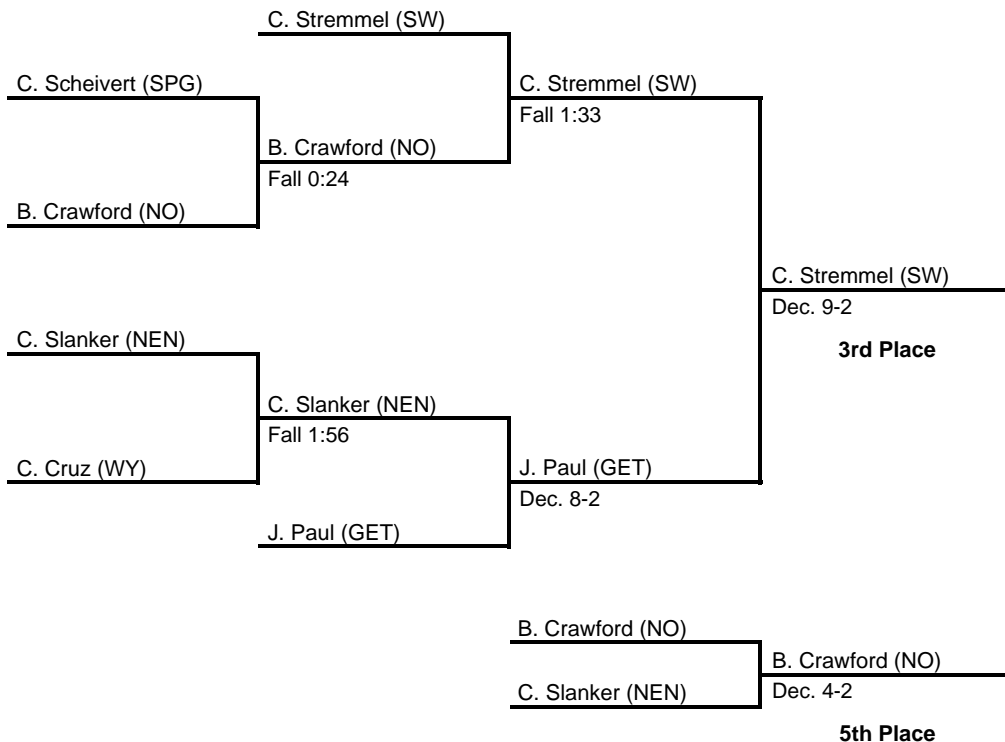 C. Stremmel (SW)
C. Scheivert (SPG)
C. Stremmel (SW)
Fall 1:33
B. Crawford (NO)
Fall 0:24
B. Crawford (NO)
C. Stremmel (SW)
Dec. 9-2
3rd Place
C. Slanker (NEN)
C. Slanker (NEN)
Fall 1:56
C. Cruz (WY)
J. Paul (GET)
Dec. 8-2
J. Paul (GET)
B. Crawford (NO)
B. Crawford (NO)
Dec. 4-2
C. Slanker (NEN)
5th Place